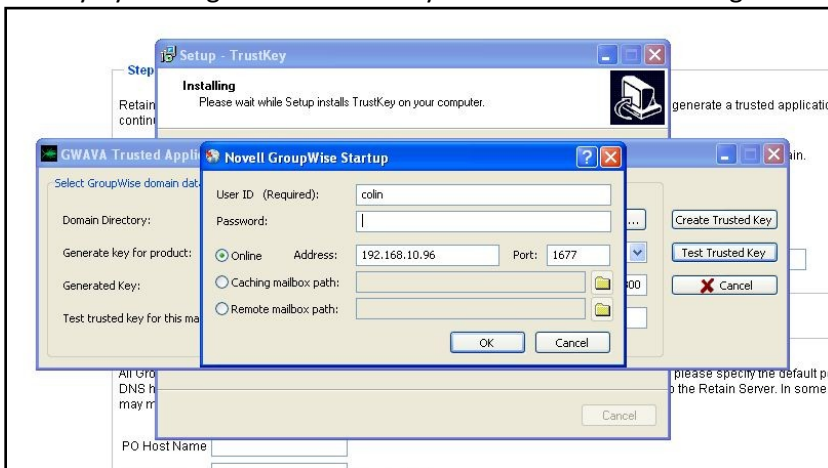 Setup - TrustKey
Step
Installing
Please wait while Setup installs TrustKey on your computer.
Retain generate a trusted applicatio
contin
GWAVA Trusted Appli Novell GroupWise Startup ain.
Select GroupWise domain data
User ID (Required): colin
Domain Directory: Password: ... Create Trusted Key
Generate key for product: Online Address: 192.168.10.96 Port: 1677 Test Trusted Key
Generated Key: Caching mailbox path: 300 Cancel
Test trusted key for this ma Remote mailbox path:
OK Cancel
All Gro please specify the default p
DNS h the Retain Server. In some
may m Cancel
PO Host Name